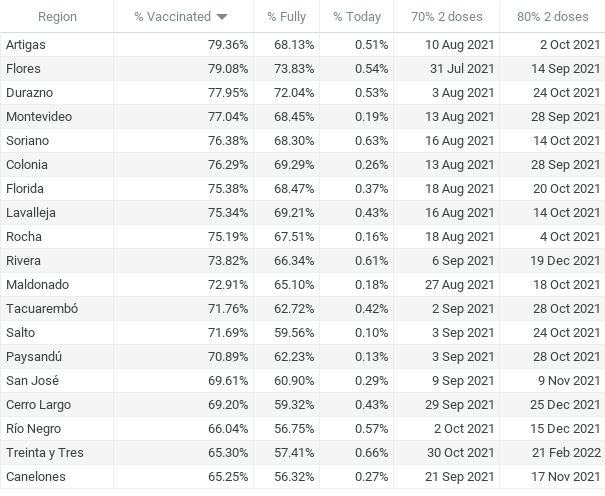 Region % Vaccinated % Fully % Today 70% 2 doses 80% 2 doses
Artigas 79.36% 68.13% 0.51% 10 Aug 2021 2 Oct 2021
Flores 79.08% 73.83% 0.54% 31 Jul 2021 14 Sep 2021
Durazno 77.95% 72.04% 0.53% 3 Aug 2021 24 Oct 2021
Montevideo 77.04% 68.45% 0.19% 13 Aug 2021 28 Sep 2021
Soriano 76.38% 68.30% 0.63% 16 Aug 2021 14 Oct 2021
Colonia 76.29% 69.29% 0.26% 13 Aug 2021 28 Sep 2021
Florida 75.38% 68.47% 0.37% 18 Aug 2021 20 Oct 2021
Lavalleja 75.34% 69.21% 0.43% 16 Aug 2021 14 Oct 2021
Rocha 75.19% 67.51% 0.16% 18 Aug 2021 4 Oct 2021
Rivera 73.82% 66.34% 0.61% 6 Sep 2021 19 Dec 2021
Maldonado 72.91% 65.10% 0.18% 27 Aug 2021 18 Oct 2021
Tacuarembó 71.76% 62.72% 0.42% 2 Sep 2021 28 Oct 2021
Salto 71.69% 59.56% 0.10% 3 Sep 2021 24 Oct 2021
Paysandú 70.89% 62.23% 0.13% 3 Sep 2021 28 Oct 2021
San José 69.61% 60.90% 0.29% 9 Sep 2021 9 Nov 2021
Cerro Largo 69.20% 59.32% 0.43% 29 Sep 2021 25 Dec 2021
Río Negro 66.04% 56.75% 0.57% 2 Oct 2021 15 Dec 2021
Treinta y Tres 65.30% 57.41% 0.66% 30 Oct 2021 21 Feb 2022
Canelones 65.25% 56.32% 0.27% 21 Sep 2021 17 Nov 2021